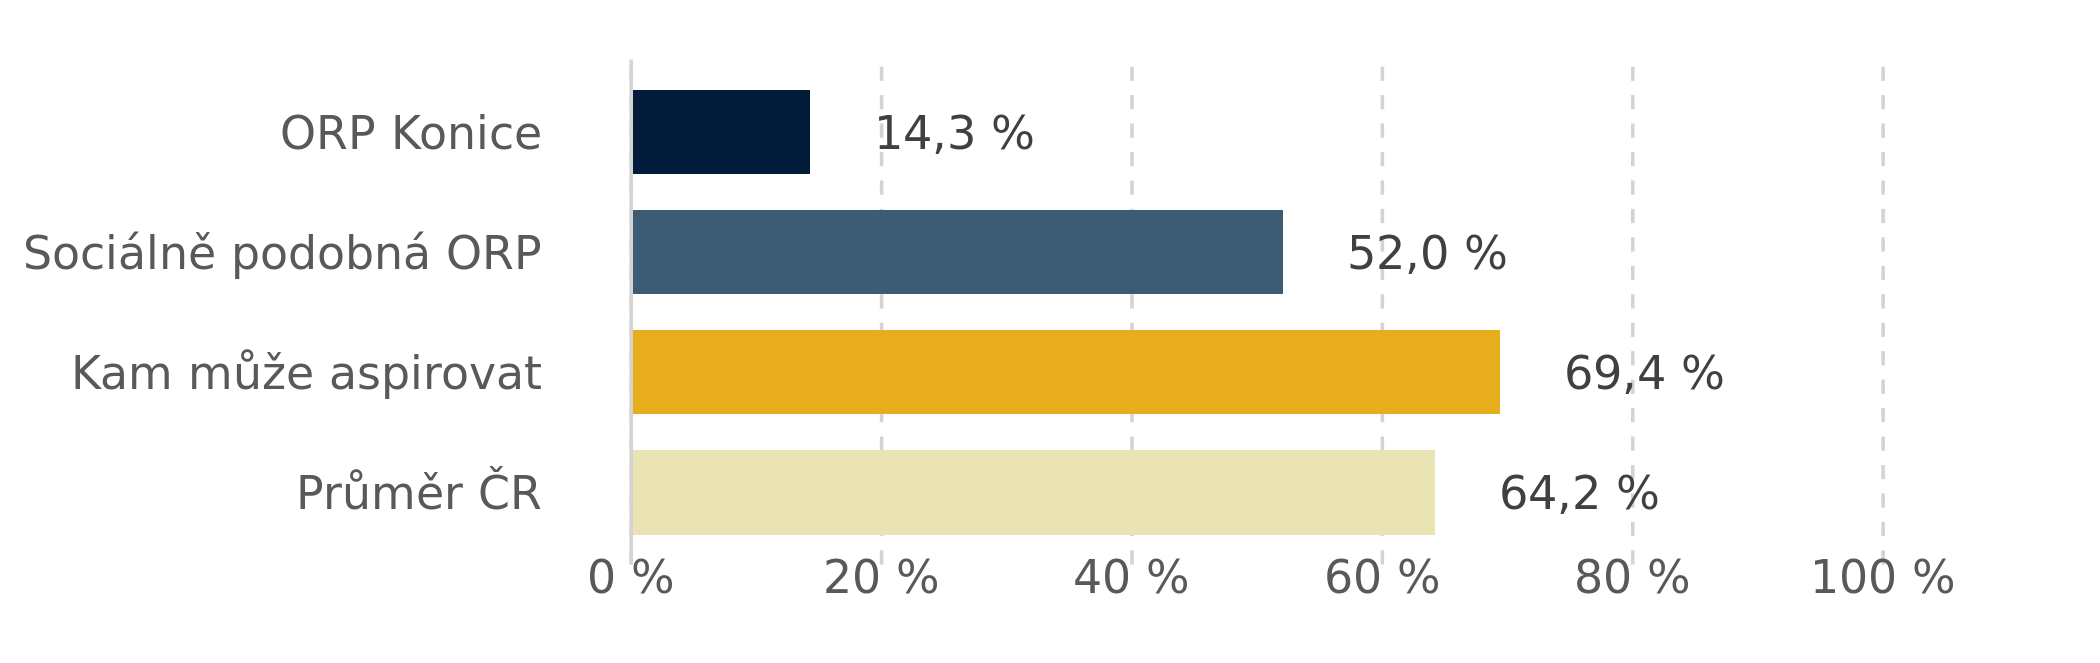 ORP Konice 14,3 %
Sociálně podobná ORP 52,0 %
Kam může aspirovat 69,4 %
Průměr ČR 64,2 %
0 % 20 % 40 % 60 % 80 % 100 %